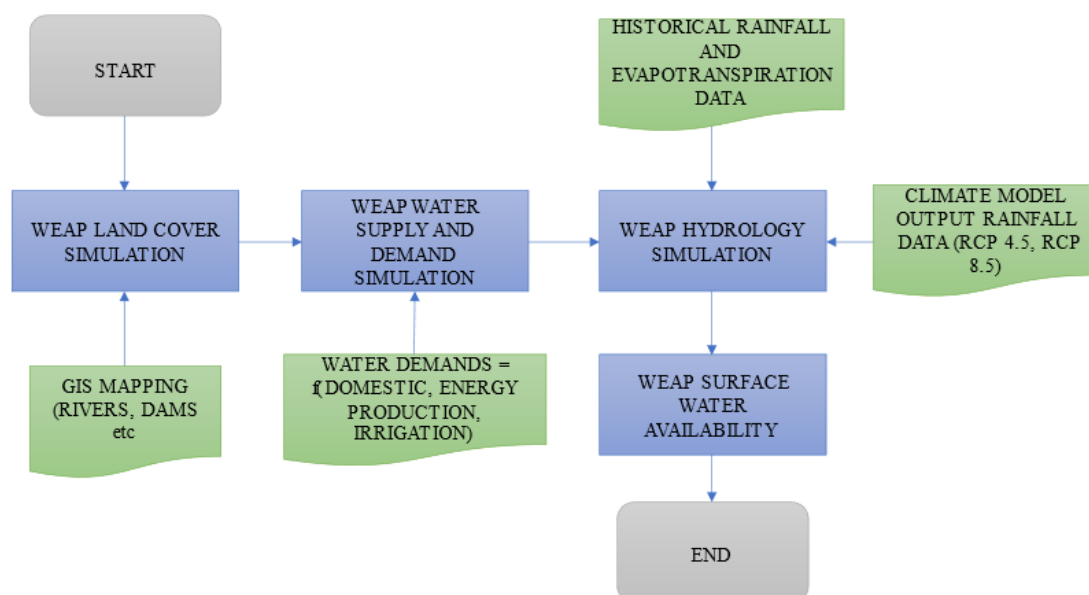 START
HISTORICAL RAINFALL
AND
EVAPOTRANSPIRATION
DATA
WEAP LAND COVER
SIMULATION
WEAP WATER
SUPPLY AND
DEMAND
SIMULATION
WEAP HYDROLOGY
SIMULATION
CLIMATE MODEL
OUTPUT RAINFALL
DATA (RCP 4.5, RCP
8.5)
GIS MAPPING
(RIVERS, DAMS
etc
WATER DEMANDS =
f(DOMESTIC, ENERGY
PRODUCTION,
IRRIGATION)
WEAP SURFACE
WATER
AVAILABILITY
END